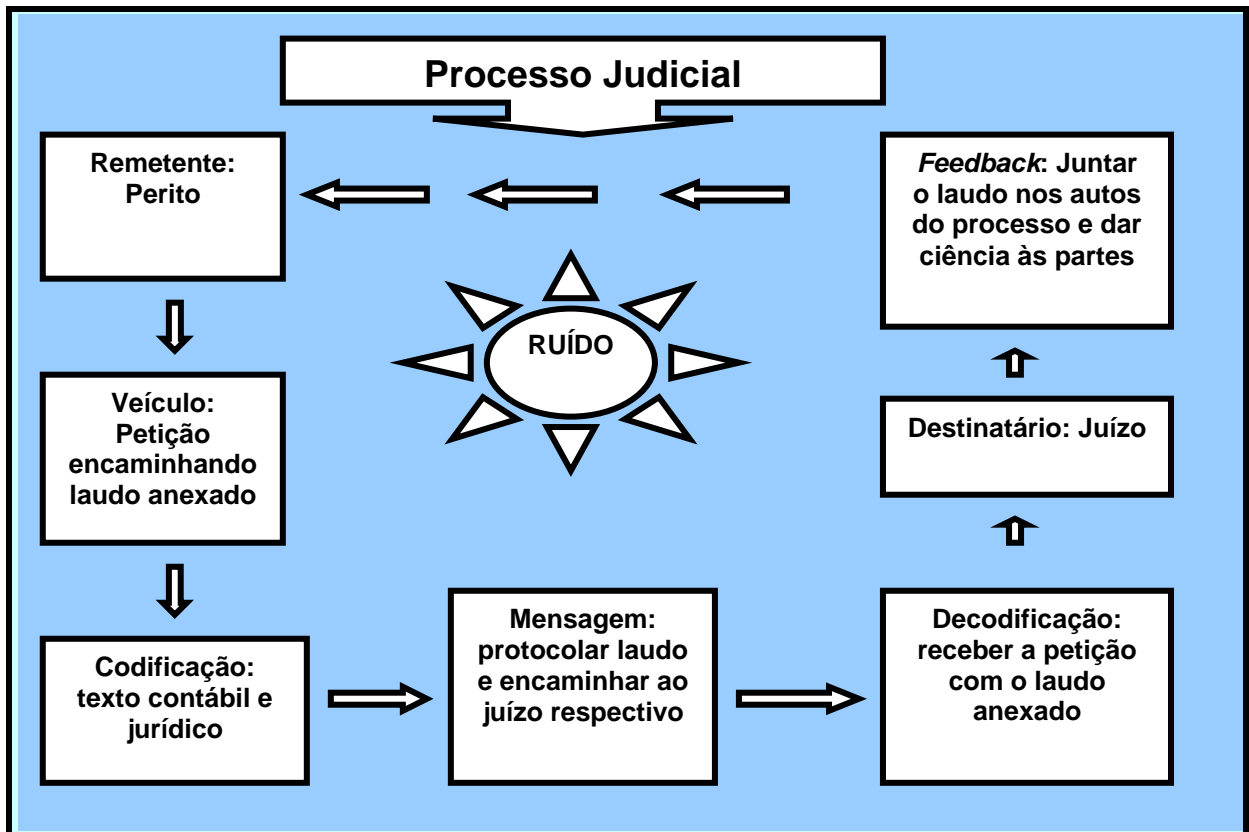 Processo Judicial
Remetente:
Perito
Feedback: Juntar
o laudo nos autos
do processo e dar
ciência às partes
RUÍDO
Veículo:
Petição
encaminhando
laudo anexado
Destinatário: Juízo
Codificação:
texto contábil e
jurídico
Mensagem:
protocolar laudo
e encaminhar ao
juízo respectivo
Decodificação:
receber a petição
com o laudo
anexado